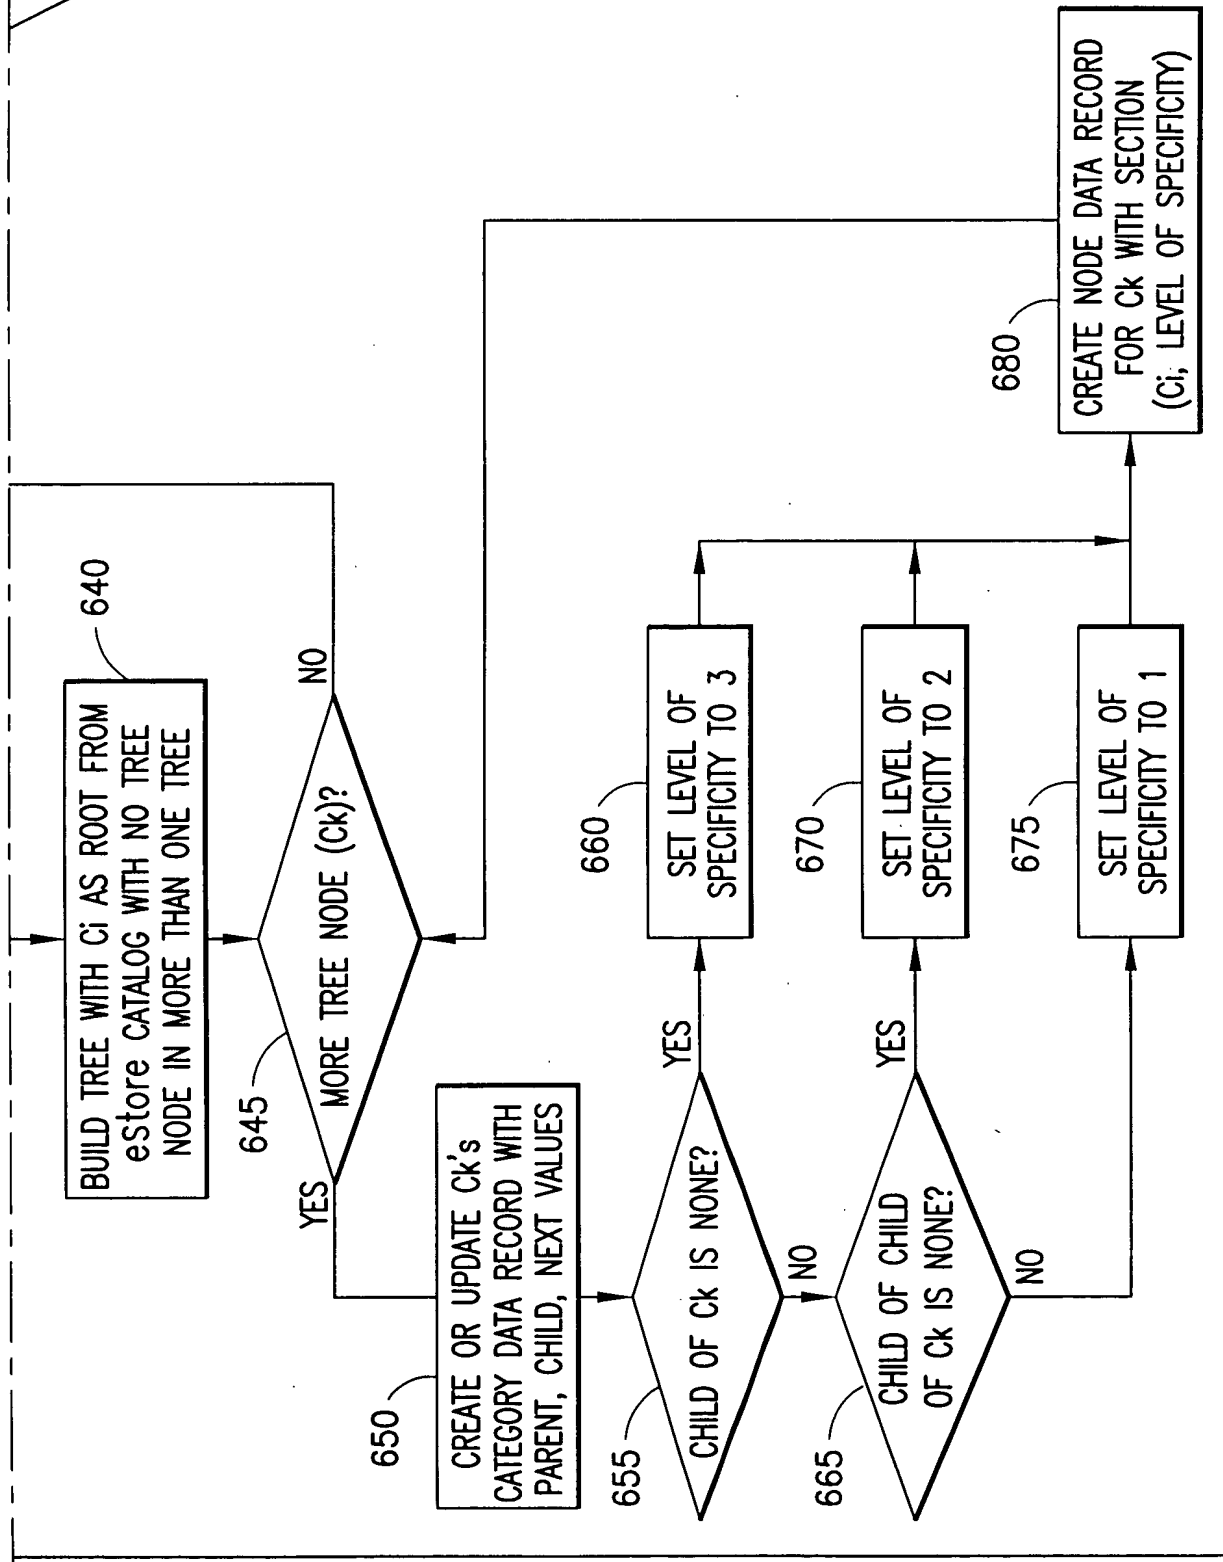 640
BUILD TREE WITH Ci AS ROOT FROM
eStore CATALOG WITH NO TREE
NODE IN MORE THAN ONE TREE
645
MORE TREE NODE (Ck)?
NO
YES
650
CREATE OR UPDATE Ck's
CATEGORY DATA RECORD WITH
PARENT, CHILD, NEXT VALUES
655
CHILD OF Ck IS NONE?
YES
NO
660
SET LEVEL OF
SPECIFICITY TO 3
665
CHILD OF CHILD
OF Ck IS NONE?
YES
NO
670
SET LEVEL OF
SPECIFICITY TO 2
675
SET LEVEL OF
SPECIFICITY TO 1
680
CREATE NODE DATA RECORD
FOR Ck WITH SECTION
(Ci, LEVEL OF SPECIFICITY)